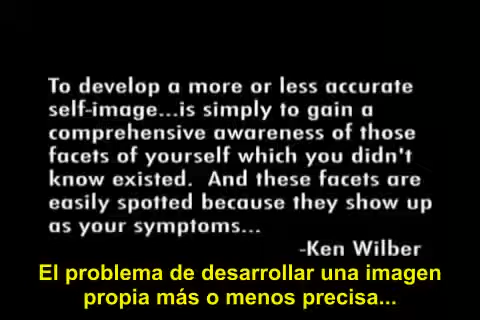 To develop a more or less accurate
self-image...is simply to gain a
comprehensive awareness of those
facets of yourself which you didn't
know existed.  And these facets are
easily spotted because they show up
as your symptoms...
-Ken Wilber
El problema de desarrollar una imagen
propia más o menos precisa...